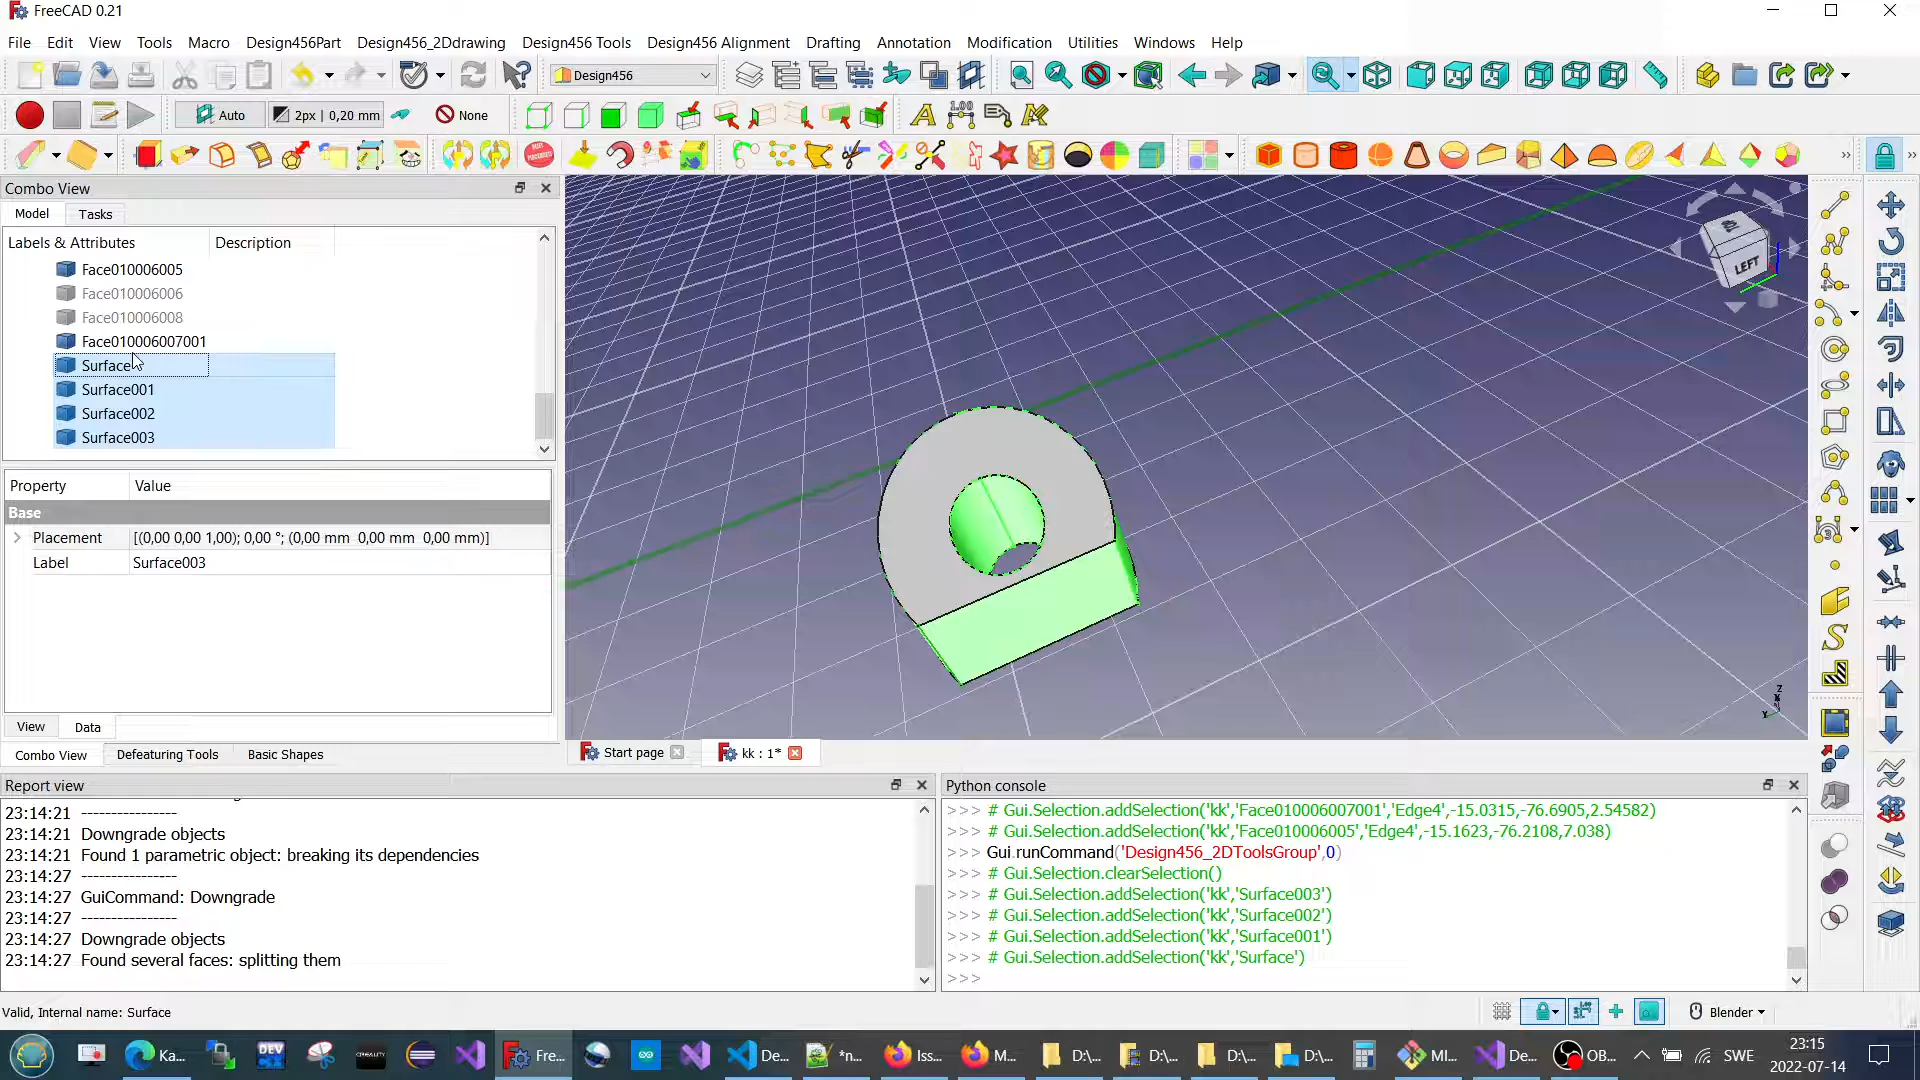 FreeCAD 0.21
File Edit View Tools Macro Design456Part Design456_2Ddrawing Design456 Tools Design456 Alignment Drafting Annotation Modification Utilities Windows Help
Design456
Auto 2px | 0,20 mm None
1.00
Combo View
Model Tasks
Labels & Attributes Description
Face010006005
Face010006006
Face010006008
Face010006007001
Surface
Surface001
Surface002
Surface003
LEFT
Property Value
Base
Placement [(0,00 0,00 1,00); 0,00 °; (0,00 mm 0,00 mm 0,00 mm)]
Label Surface003
View Data
Combo View Defeaturing Tools Basic Shapes
Start page kk : 1*
Report view
23:14:21 ----------------
23:14:21 Downgrade objects
23:14:21 Found 1 parametric object: breaking its dependencies
23:14:27 ----------------
23:14:27 GuiCommand: Downgrade
23:14:27 ----------------
23:14:27 Downgrade objects
23:14:27 Found several faces: splitting them
Python console
>>> # Gui.Selection.addSelection('kk','Face010006007001','Edge4',-15.0315,-76.6905,2.54582)
>>> # Gui.Selection.addSelection('kk','Face010006005','Edge4',-15.1623,-76.2108,7.038)
>>> Gui.runCommand('Design456_2DToolsGroup',0)
>>> # Gui.Selection.clearSelection()
>>> # Gui.Selection.addSelection('kk','Surface003')
>>> # Gui.Selection.addSelection('kk','Surface002')
>>> # Gui.Selection.addSelection('kk','Surface001')
>>> # Gui.Selection.addSelection('kk','Surface')
>>>
Valid, Internal name: Surface
Blender
Ka... DEV Fre... De... *n... Iss... M... D:\... D:\... D:\... D:\... MI... De... OB... SWE
23:15
2022-07-14